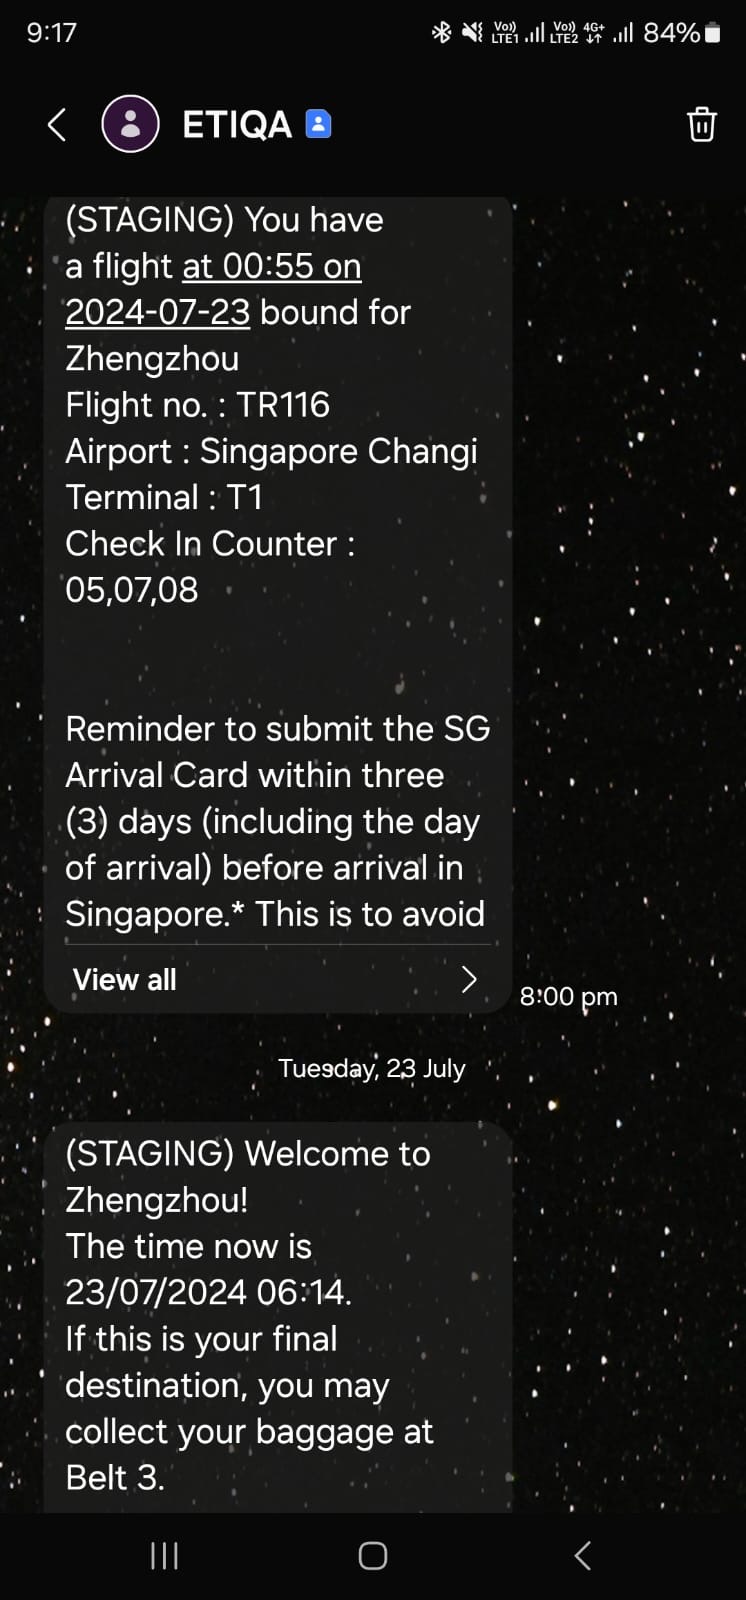 9:17
Vo)) LTE1 Vo)) LTE2 4G+ 84%
ETIQA
(STAGING) You have
a flight at 00:55 on
2024-07-23 bound for
Zhengzhou
Flight no. : TR116
Airport : Singapore Changi
Terminal : T1
Check In Counter :
05,07,08
Reminder to submit the SG
Arrival Card within three
(3) days (including the day
of arrival) before arrival in
Singapore.* This is to avoid
View all
8:00 pm
Tuesday, 23 July
(STAGING) Welcome to
Zhengzhou!
The time now is
23/07/2024 06:14.
If this is your final
destination, you may
collect your baggage at
Belt 3.